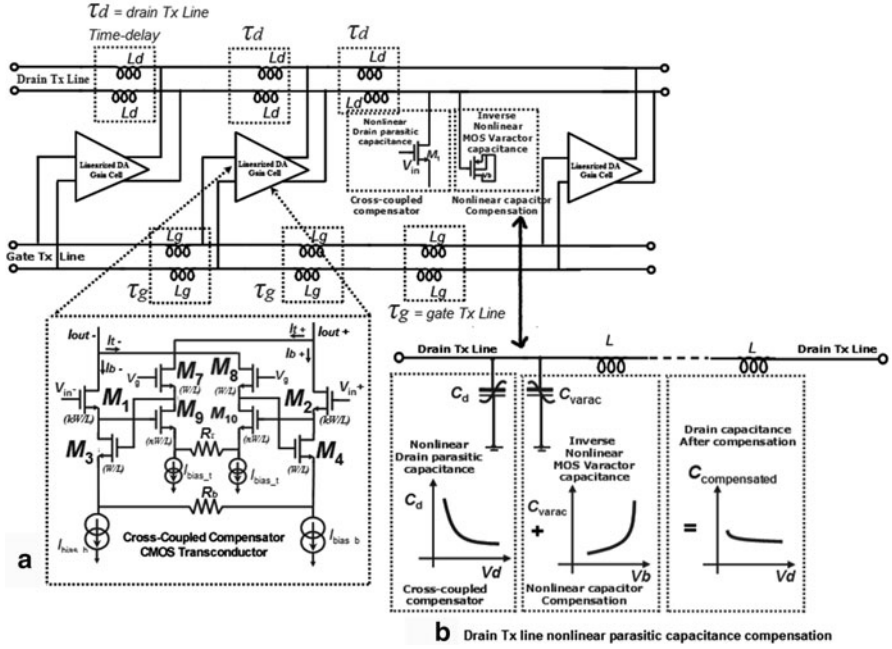 τd = drain Tx Line
Time-delay
τd
τd
Ld
Ld
Ld
Drain Tx Line
Ld
Ld
Ld
Nonlinear
Drain parasitic
capacitance
Vin
M1
Cross-coupled
compensator
Inverse
Nonlinear
MOS Varactor
capacitance
Vb
Nonlinear capacitor
Compensation
Linearized DA
Gain Cell
Linearized DA
Gain Cell
Linearized DA
Gain Cell
Lg
Lg
Lg
Gate Tx Line
Lg
Lg
Lg
τg
τg
τg = gate Tx Line
Iout -
It -
It +
Iout +
Ib -
Ib +
M7
M8
Vg
Vg
(W/L)
(W/L)
Vin-
M1
(kW/L)
M9
(nW/L)
M10
(nW/L)
M2
Vin+
(kW/L)
M3
(W/L)
Rt
M4
(W/L)
Ibias_t
Ibias_t
Rb
Ibias_b
Ibias_b
Cross-Coupled Compensator
CMOS Transconductor
a
Drain Tx Line
L
L
Drain Tx Line
Cd
Cvarac
Nonlinear
Drain parasitic
capacitance
Cd
Vd
Cross-coupled
compensator
+
Inverse
Nonlinear
MOS Varactor
capacitance
Cvarac
Vb
Nonlinear capacitor
Compensation
=
Drain capacitance
After compensation
Ccompensated
Vd
b Drain Tx line nonlinear parasitic capacitance compensation